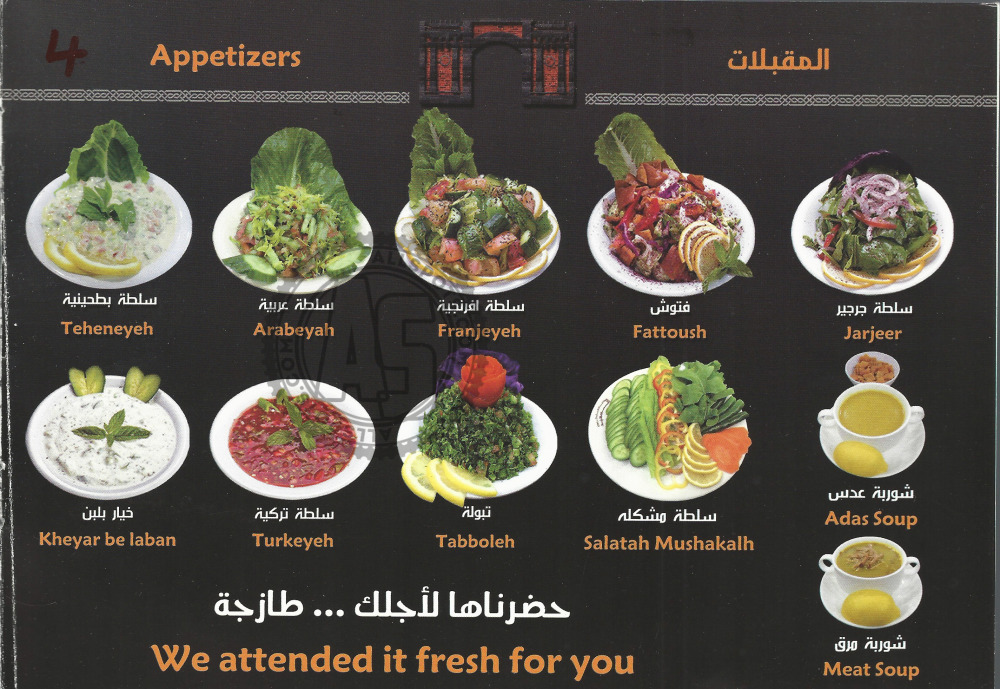 4
Appetizers
المقبلات
سلطة بطحينية
Teheneyeh
سلطة عربية
Arabeyah
سلطة افرنجية
Franjeyeh
فتوش
Fattoush
سلطة جرجير
Jarjeer
خيار بلبن
Kheyar be laban
سلطة تركية
Turkeyeh
تبولة
Tabboleh
سلطة مشكله
Salatah Mushakalh
شوربة عدس
Adas Soup
شوربة مرق
Meat Soup
حضرناها لأجلك ... طازجة
We attended it fresh for you
AS